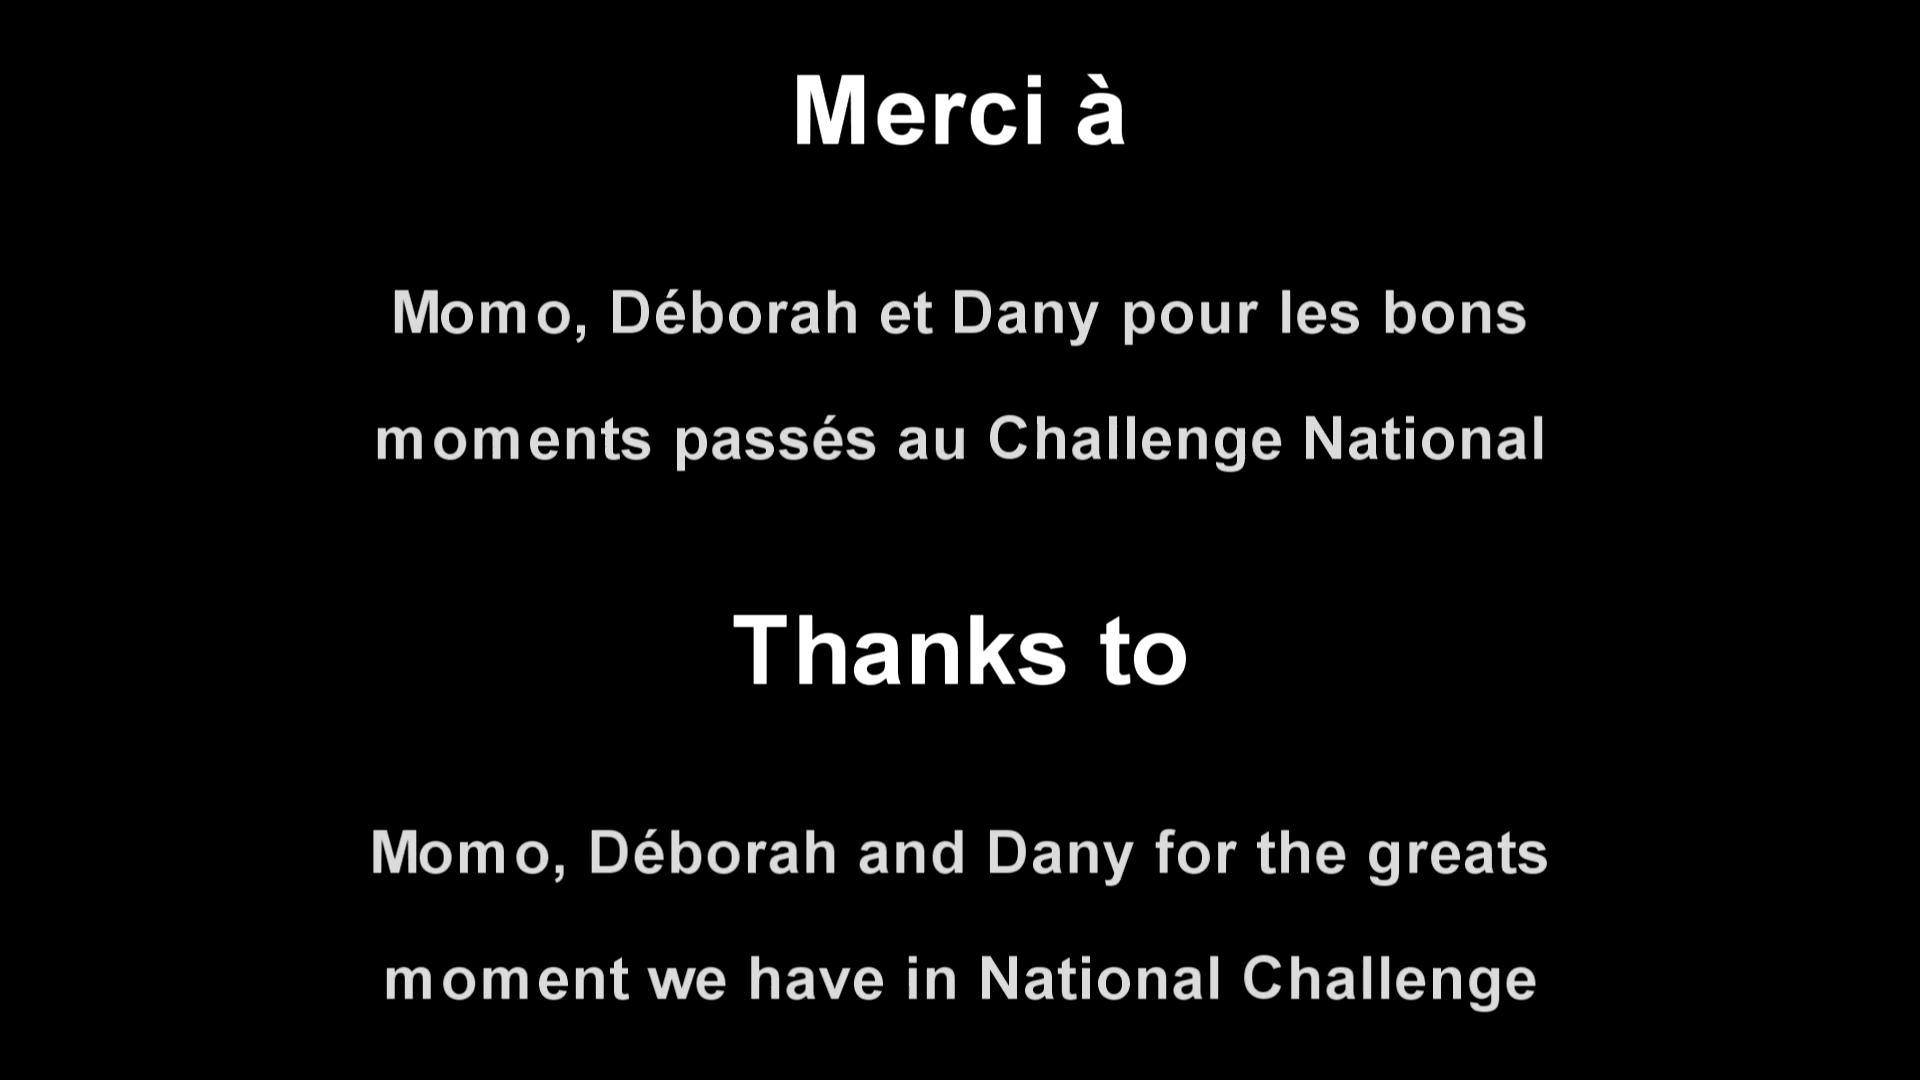 Merci à
Momo, Déborah et Dany pour les bons
moments passés au Challenge National
Thanks to
Momo, Déborah and Dany for the greats
moment we have in National Challenge